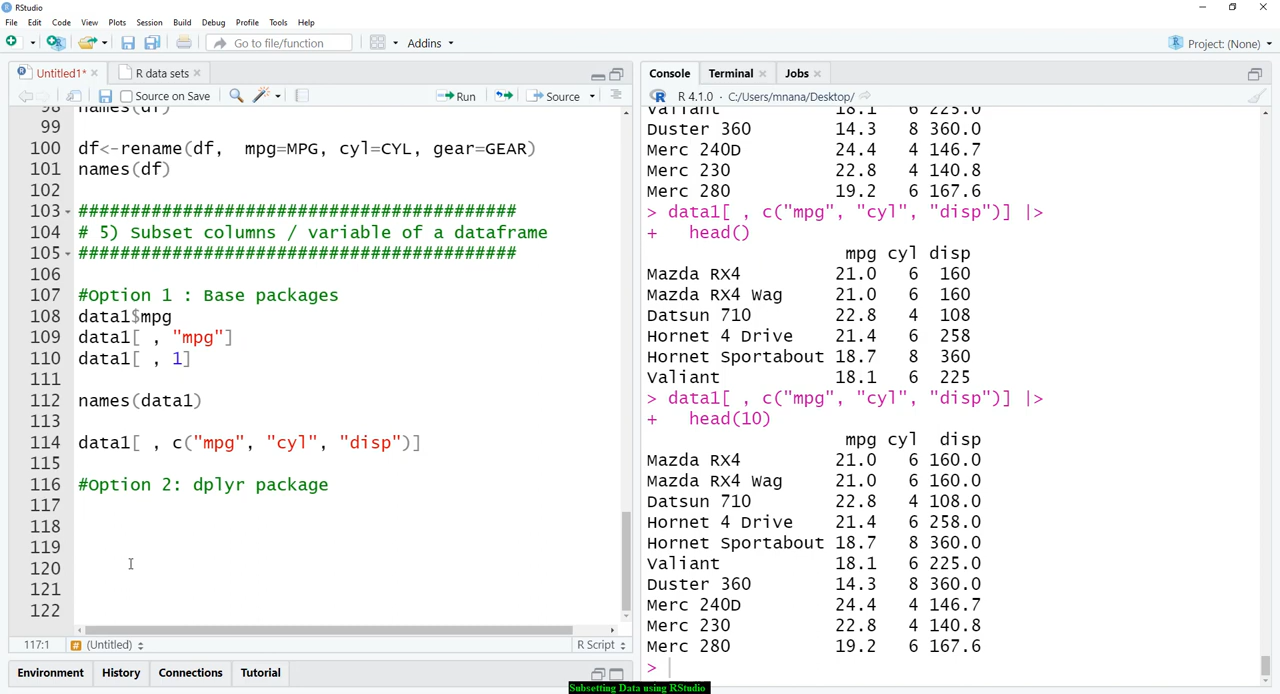 RStudio
File Edit Code View Plots Session Build Debug Profile Tools Help
Go to file/function Addins Project: (None)
Untitled1* R data sets
Source on Save Run Source
98 names(df)
99
100 df<-rename(df,  mpg=MPG, cyl=CYL, gear=GEAR)
101 names(df)
102
103 ##########################################
104 # 5) Subset columns / variable of a dataframe
105 ##########################################
106
107 #Option 1 : Base packages
108 data1$mpg
109 data1[ , "mpg"]
110 data1[ , 1]
111
112 names(data1)
113
114 data1[ , c("mpg", "cyl", "disp")]
115
116 #Option 2: dplyr package
117
118
119
120
121
122
117:1 (Untitled) R Script
Environment History Connections Tutorial
Console Terminal Jobs
R 4.1.0 · C:/Users/mnana/Desktop/
Valiant 18.1 6 225.0
Duster 360 14.3 8 360.0
Merc 240D 24.4 4 146.7
Merc 230 22.8 4 140.8
Merc 280 19.2 6 167.6
> data1[ , c("mpg", "cyl", "disp")] |>
+   head()
mpg cyl disp
Mazda RX4 21.0 6 160
Mazda RX4 Wag 21.0 6 160
Datsun 710 22.8 4 108
Hornet 4 Drive 21.4 6 258
Hornet Sportabout 18.7 8 360
Valiant 18.1 6 225
> data1[ , c("mpg", "cyl", "disp")] |>
+   head(10)
mpg cyl disp
Mazda RX4 21.0 6 160.0
Mazda RX4 Wag 21.0 6 160.0
Datsun 710 22.8 4 108.0
Hornet 4 Drive 21.4 6 258.0
Hornet Sportabout 18.7 8 360.0
Valiant 18.1 6 225.0
Duster 360 14.3 8 360.0
Merc 240D 24.4 4 146.7
Merc 230 22.8 4 140.8
Merc 280 19.2 6 167.6
>
Subsetting Data using RStudio